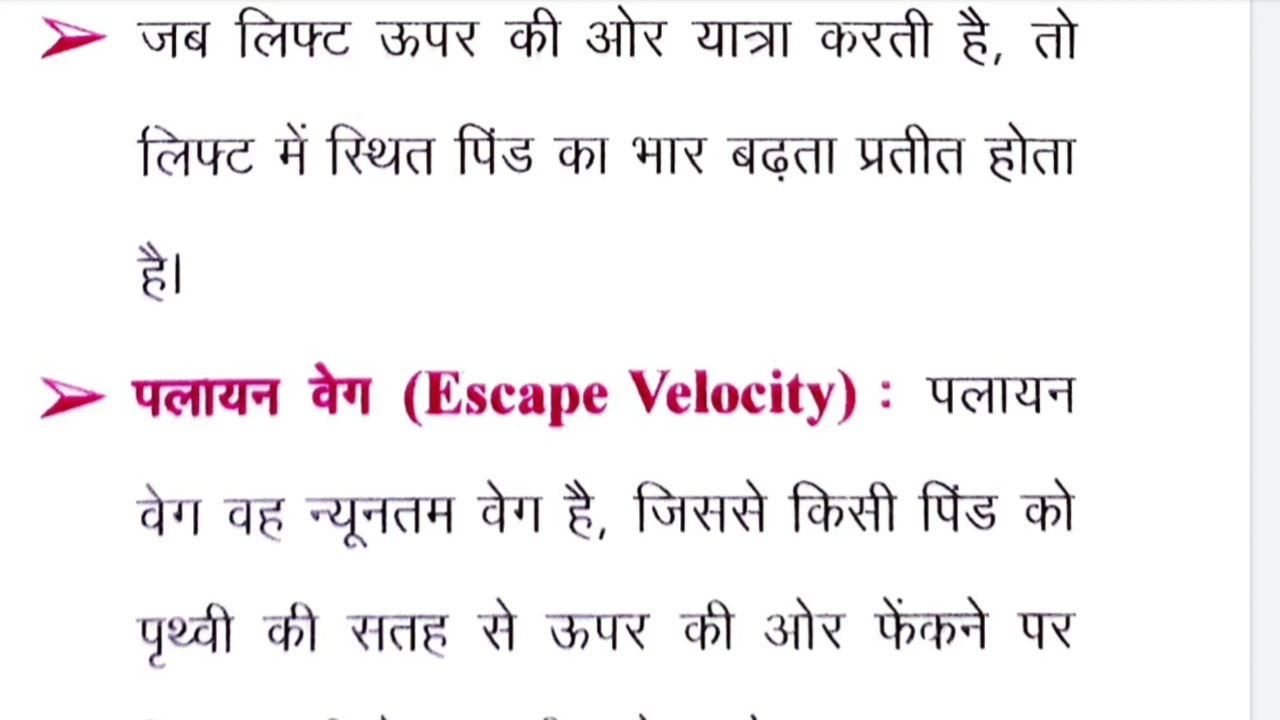 जब लिफ्ट ऊपर की ओर यात्रा करती है, तो
लिफ्ट में स्थित पिंड का भार बढ़ता प्रतीत होता
है।
पलायन वेग (Escape Velocity) : पलायन
वेग वह न्यूनतम वेग है, जिससे किसी पिंड को
पृथ्वी की सतह से ऊपर की ओर फेंकने पर